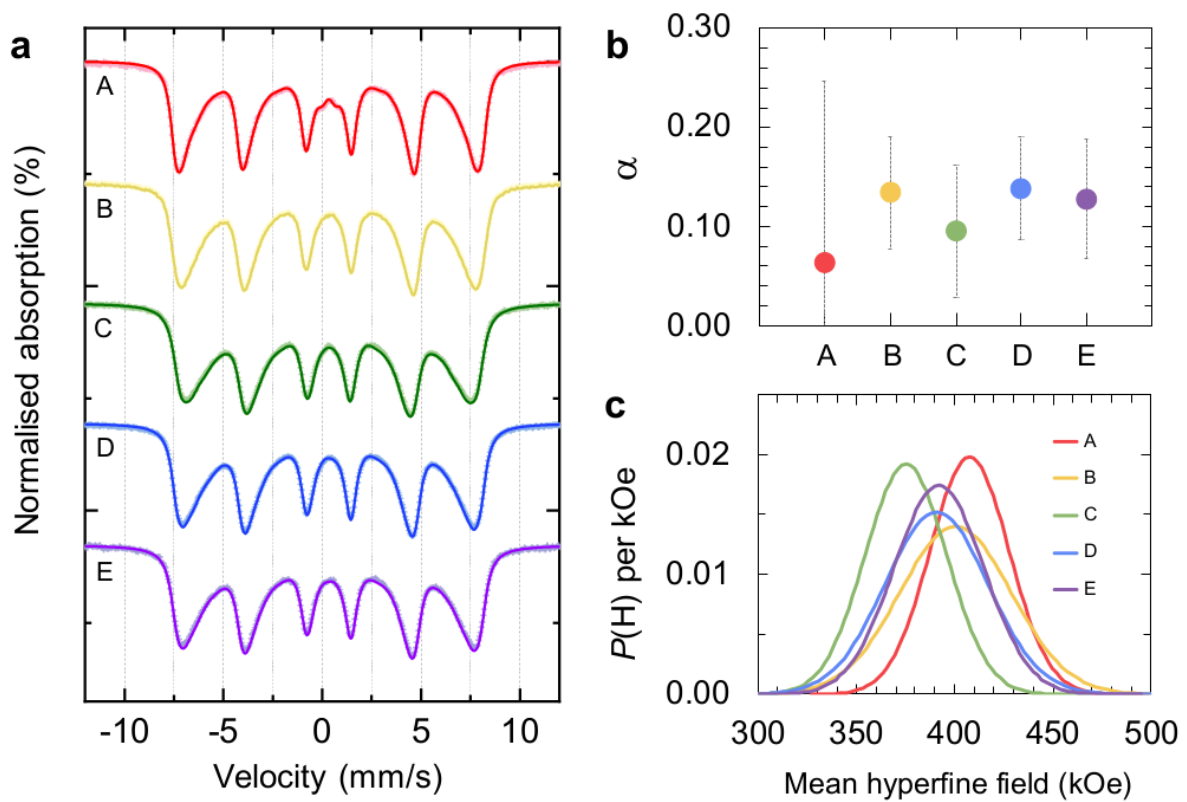 a
A
B
C
D
E
Normalised absorption (%)
-10 -5 0 5 10
Velocity (mm/s)
b
0.30
0.20
0.10
0.00
α
A B C D E
c
0.02
0.01
0.00
P(H) per kOe
A
B
C
D
E
300 350 400 450 500
Mean hyperfine field (kOe)